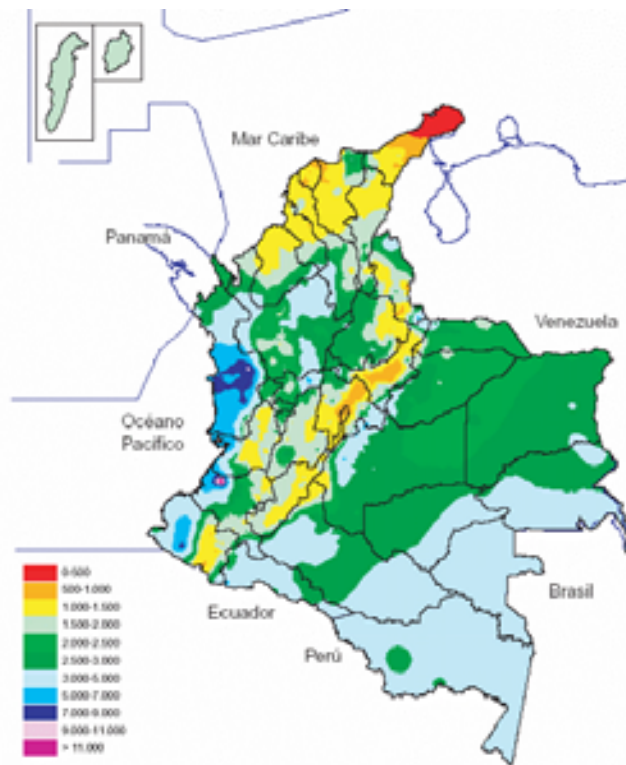 Mar Caribe
Panamá
Venezuela
Océano
Pacífico
Ecuador
Brasil
Perú
0-500
500-1.000
1.000-1.500
1.500-2.000
2.000-2.500
2.500-3.000
3.000-5.000
5.000-7.000
7.000-9.000
9.000-11.000
> 11.000